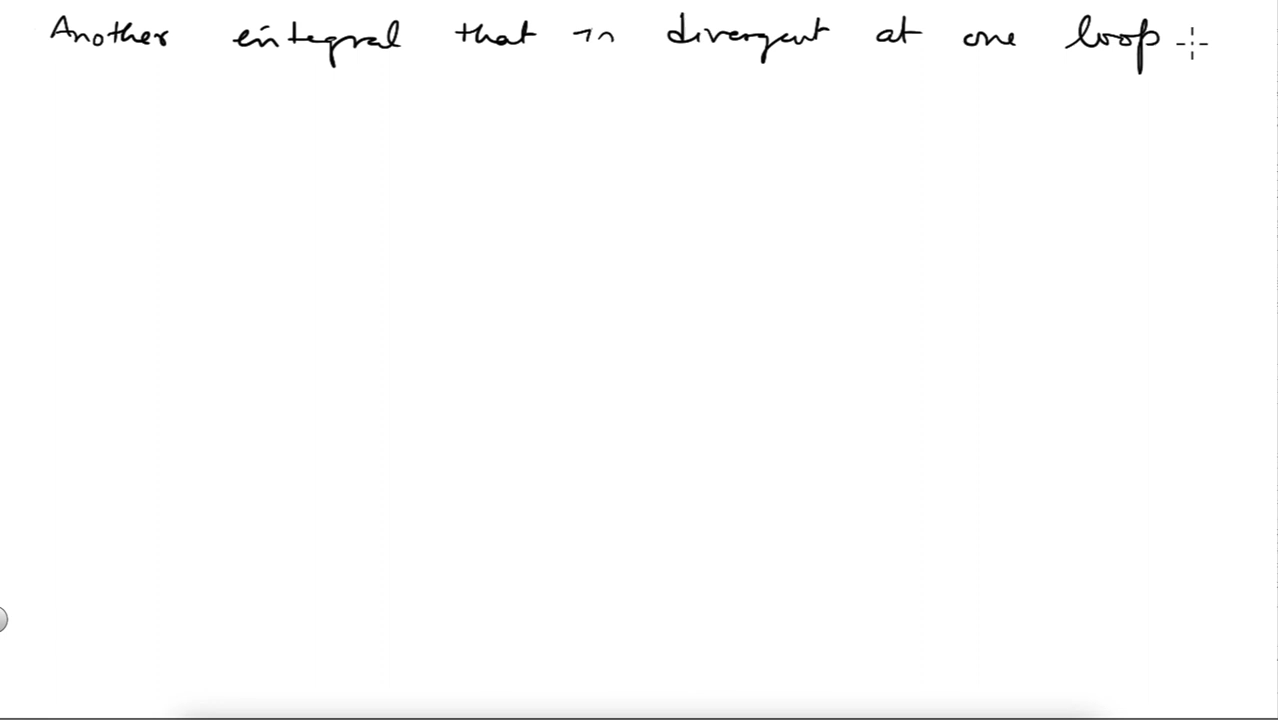 Another integral that is divergent at one loop